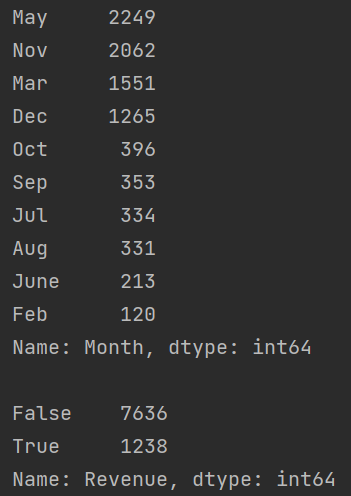 May     2249
Nov     2062
Mar     1551
Dec     1265
Oct      396
Sep      353
Jul      334
Aug      331
June     213
Feb      120
Name: Month, dtype: int64

False    7636
True     1238
Name: Revenue, dtype: int64